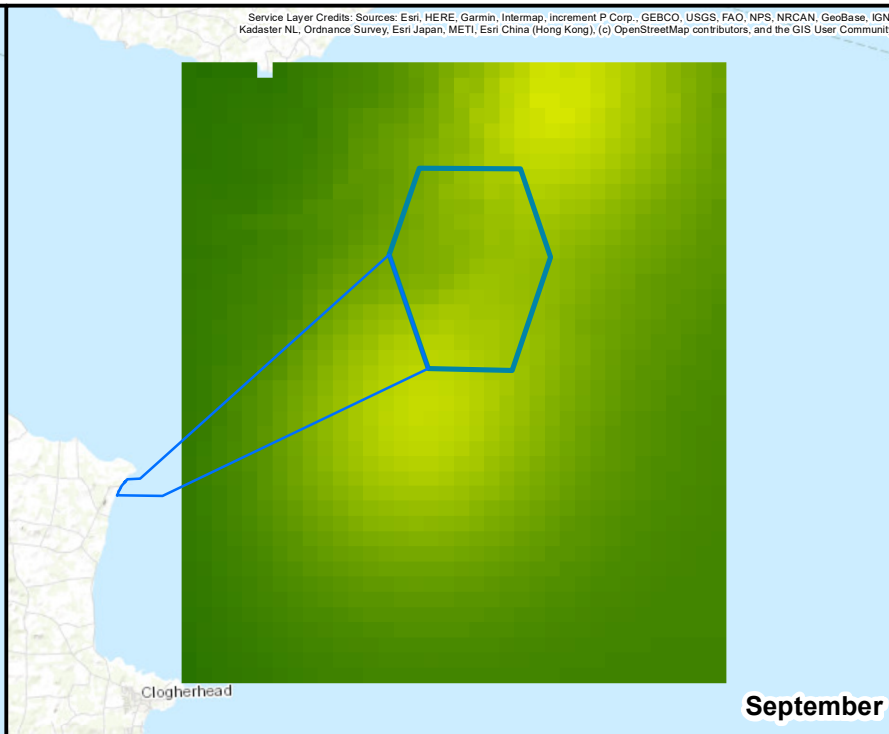 Service Layer Credits: Sources: Esri, HERE, Garmin, Intermap, increment P Corp., GEBCO, USGS, FAO, NPS, NRCAN, GeoBase, IGN
Kadaster NL, Ordnance Survey, Esri Japan, METI, Esri China (Hong Kong), (c) OpenStreetMap contributors, and the GIS User Communit
Clogherhead
September